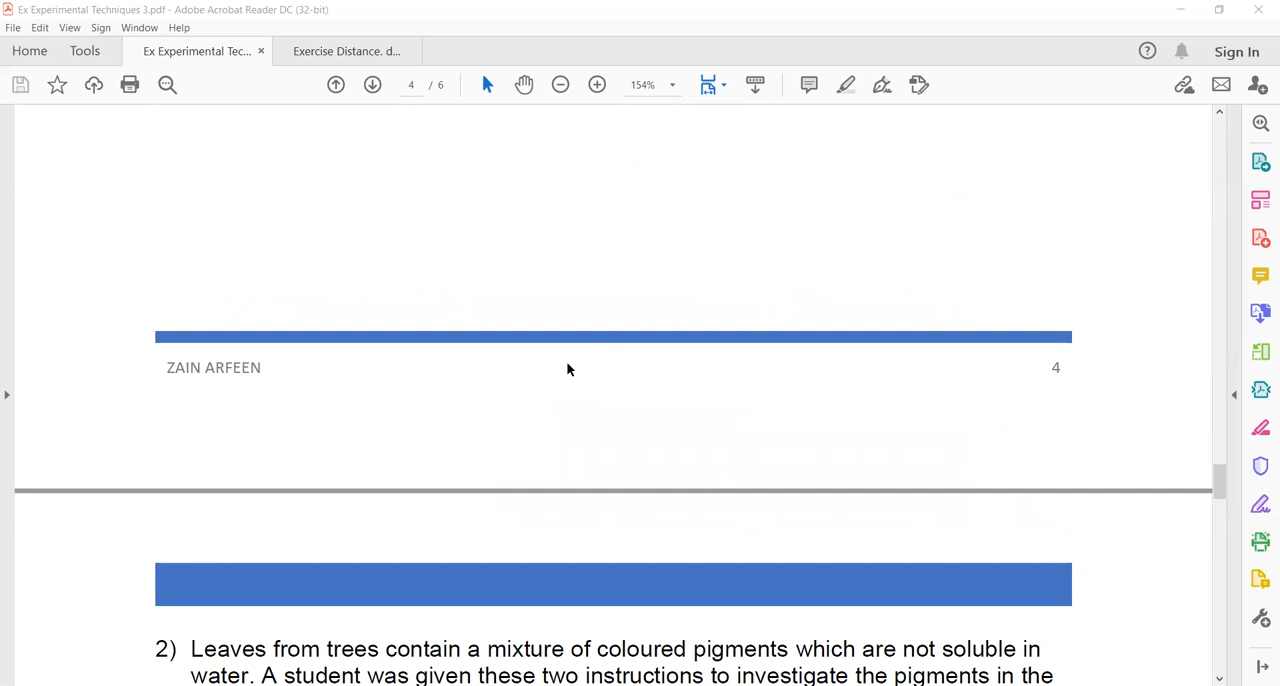 Ex Experimental Techniques 3.pdf - Adobe Acrobat Reader DC (32-bit)
File Edit View Sign Window Help
Home Tools Ex Experimental Tec... × Exercise Distance. d... Sign In
4 / 6 154%
ZAIN ARFEEN 4
2) Leaves from trees contain a mixture of coloured pigments which are not soluble in
water. A student was given these two instructions to investigate the pigments in the